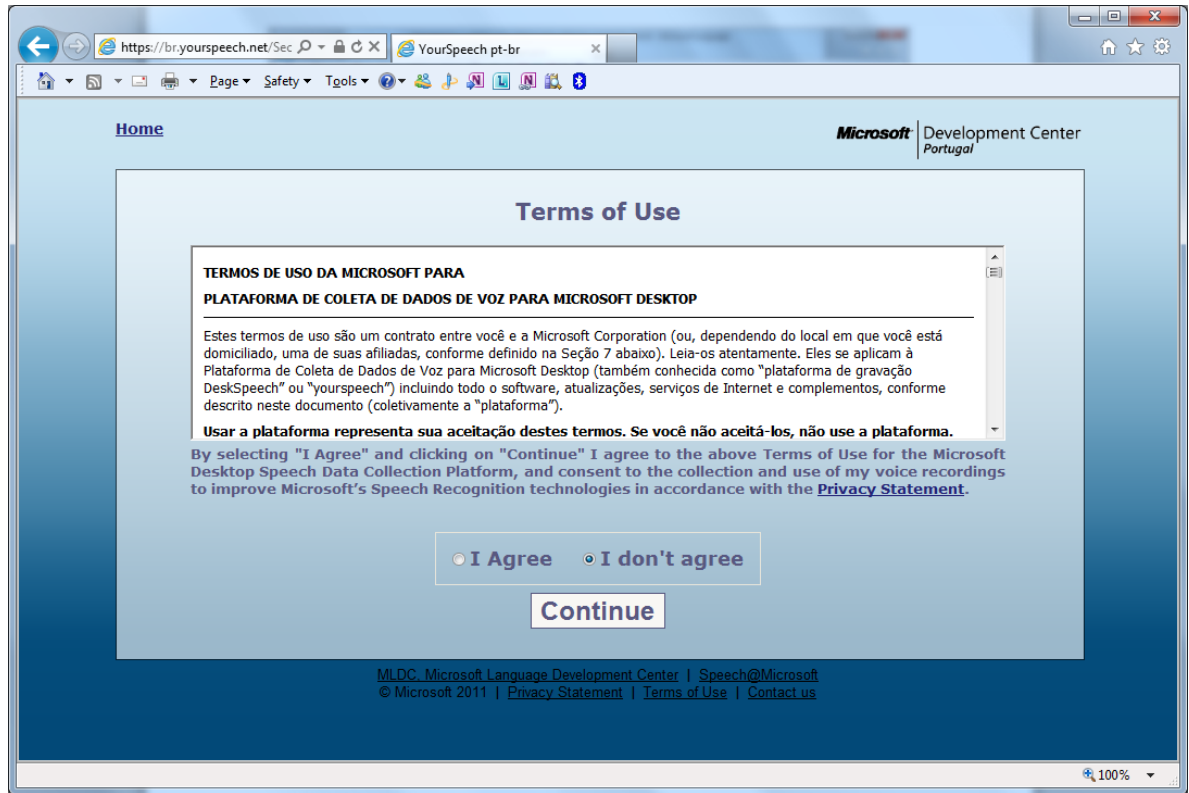 https://br.yourspeech.net/Sec
YourSpeech pt-br
Page Safety Tools
Home
Microsoft Development Center
Portugal
Terms of Use
TERMOS DE USO DA MICROSOFT PARA
PLATAFORMA DE COLETA DE DADOS DE VOZ PARA MICROSOFT DESKTOP
Estes termos de uso são um contrato entre você e a Microsoft Corporation (ou, dependendo do local em que você está
domiciliado, uma de suas afiliadas, conforme definido na Seção 7 abaixo). Leia-os atentamente. Eles se aplicam à
Plataforma de Coleta de Dados de Voz para Microsoft Desktop (também conhecida como “plataforma de gravação
DeskSpeech” ou “yourspeech”) incluindo todo o software, atualizações, serviços de Internet e complementos, conforme
descrito neste documento (coletivamente a “plataforma”).
Usar a plataforma representa sua aceitação destes termos. Se você não aceitá-los, não use a plataforma.
By selecting "I Agree" and clicking on "Continue" I agree to the above Terms of Use for the Microsoft
Desktop Speech Data Collection Platform, and consent to the collection and use of my voice recordings
to improve Microsoft’s Speech Recognition technologies in accordance with the Privacy Statement.
I Agree I don't agree
Continue
MLDC, Microsoft Language Development Center | Speech@Microsoft
© Microsoft 2011 | Privacy Statement | Terms of Use | Contact us
100%